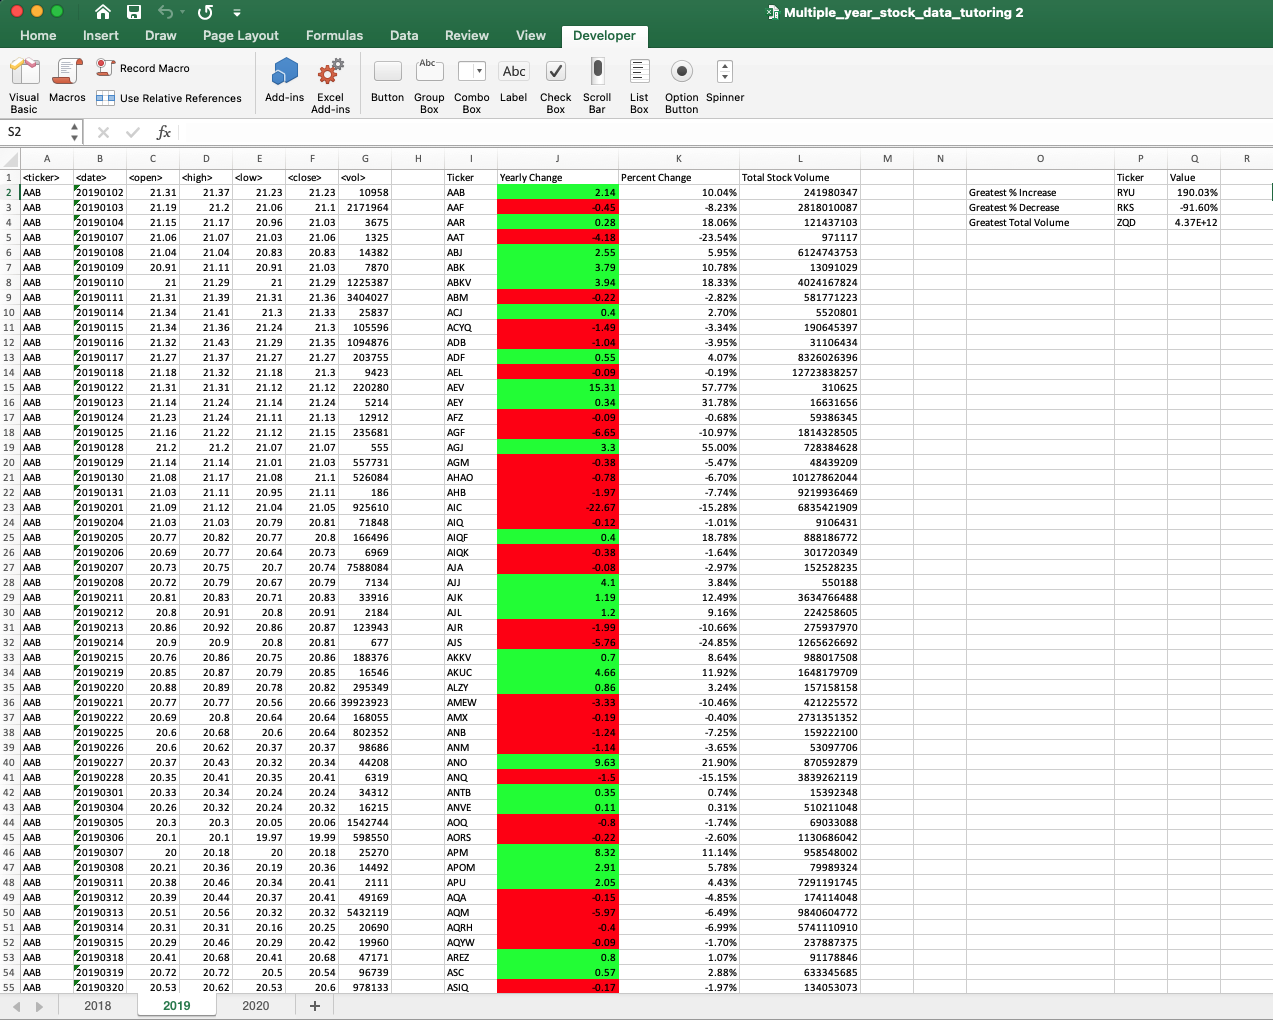 Multiple_year_stock_data_tutoring 2
Home Insert Draw Page Layout Formulas Data Review View Developer
Visual Basic Macros Record Macro Use Relative References Add-ins Excel Add-ins Button Group Box Combo Box Label Check Box Scroll Bar List Box Option Button Spinner
Abc Abc
S2 fx
A B C D E F G H I J K L M N O P Q R
1 <ticker> <date> <open> <high> <low> <close> <vol> Ticker Yearly Change Percent Change Total Stock Volume Ticker Value
2 AAB 20190102 21.31 21.37 21.23 21.23 10958 AAB 2.14 10.04% 241980347 Greatest % Increase RYU 190.03%
3 AAB 20190103 21.19 21.2 21.06 21.1 2171964 AAF -0.45 -8.23% 2818010087 Greatest % Decrease RKS -91.60%
4 AAB 20190104 21.15 21.17 20.96 21.03 3675 AAR 0.28 18.06% 121437103 Greatest Total Volume ZQD 4.37E+12
5 AAB 20190107 21.06 21.07 21.03 21.06 1325 AAT -4.18 -23.54% 971117
6 AAB 20190108 21.04 21.04 20.83 20.83 14382 ABJ 2.55 5.95% 6124743753
7 AAB 20190109 20.91 21.11 20.91 21.03 7870 ABK 3.79 10.78% 13091029
8 AAB 20190110 21 21.29 21 21.29 1225387 ABKV 3.94 18.33% 4024167824
9 AAB 20190111 21.31 21.39 21.31 21.36 3404027 ABM -0.22 -2.82% 581771223
10 AAB 20190114 21.34 21.41 21.3 21.33 25837 ACJ 0.4 2.70% 5520801
11 AAB 20190115 21.34 21.36 21.24 21.3 105596 ACYQ -1.49 -3.34% 190645397
12 AAB 20190116 21.32 21.43 21.29 21.35 1094876 ADB -1.04 -3.95% 31106434
13 AAB 20190117 21.27 21.37 21.27 21.27 203755 ADF 0.55 4.07% 8326026396
14 AAB 20190118 21.18 21.32 21.18 21.3 9423 AEL -0.09 -0.19% 12723838257
15 AAB 20190122 21.31 21.31 21.12 21.12 220280 AEV 15.31 57.77% 310625
16 AAB 20190123 21.14 21.24 21.14 21.24 5214 AEY 0.34 31.78% 16631656
17 AAB 20190124 21.23 21.24 21.11 21.13 12912 AFZ -0.09 -0.68% 59386345
18 AAB 20190125 21.16 21.22 21.12 21.15 235681 AGF -6.65 -10.97% 1814328505
19 AAB 20190128 21.2 21.2 21.07 21.07 555 AGJ 3.3 55.00% 728384628
20 AAB 20190129 21.14 21.14 21.01 21.03 557731 AGM -0.38 -5.47% 48439209
21 AAB 20190130 21.08 21.17 21.08 21.1 526084 AHAO -0.78 -6.70% 10127862044
22 AAB 20190131 21.03 21.11 20.95 21.11 186 AHB -1.97 -7.74% 9219936469
23 AAB 20190201 21.09 21.12 21.04 21.05 925610 AIC -22.67 -15.28% 6835421909
24 AAB 20190204 21.03 21.03 20.79 20.81 71848 AIQ -0.12 -1.01% 9106431
25 AAB 20190205 20.77 20.82 20.77 20.8 166496 AIQF 0.4 18.78% 888186772
26 AAB 20190206 20.69 20.77 20.64 20.73 6969 AIQK -0.38 -1.64% 301720349
27 AAB 20190207 20.73 20.75 20.7 20.74 7588084 AJA -0.08 -2.97% 152528235
28 AAB 20190208 20.72 20.79 20.67 20.79 7134 AJJ 4.1 3.84% 550188
29 AAB 20190211 20.81 20.83 20.71 20.83 33916 AJK 1.19 12.49% 3634766488
30 AAB 20190212 20.8 20.91 20.8 20.91 2184 AJL 1.2 9.16% 224258605
31 AAB 20190213 20.86 20.92 20.86 20.87 123943 AJR -1.99 -10.66% 275937970
32 AAB 20190214 20.9 20.9 20.8 20.81 677 AJS -5.76 -24.85% 1265626692
33 AAB 20190215 20.76 20.86 20.75 20.86 188376 AKKV 0.7 8.64% 988017508
34 AAB 20190219 20.85 20.87 20.79 20.85 16546 AKUC 4.66 11.92% 1648179709
35 AAB 20190220 20.88 20.89 20.78 20.82 295349 ALZY 0.86 3.24% 157158158
36 AAB 20190221 20.77 20.77 20.56 20.66 39923923 AMEW -3.33 -10.46% 421225572
37 AAB 20190222 20.69 20.8 20.64 20.64 168055 AMX -0.19 -0.40% 2731351352
38 AAB 20190225 20.6 20.68 20.6 20.64 802352 ANB -1.24 -7.25% 159222100
39 AAB 20190226 20.6 20.62 20.37 20.37 98686 ANM -1.14 -3.65% 53097706
40 AAB 20190227 20.37 20.43 20.32 20.34 44208 ANO 9.63 21.90% 870592879
41 AAB 20190228 20.35 20.41 20.35 20.41 6319 ANQ -1.5 -15.15% 3839262119
42 AAB 20190301 20.33 20.34 20.24 20.24 34312 ANTB 0.35 0.74% 15392348
43 AAB 20190304 20.26 20.32 20.24 20.32 16215 ANVE 0.11 0.31% 510211048
44 AAB 20190305 20.3 20.3 20.05 20.06 1542744 AOQ -0.8 -1.74% 69033088
45 AAB 20190306 20.1 20.1 19.97 19.99 598550 AORS -0.22 -2.60% 1130686042
46 AAB 20190307 20 20.18 20 20.18 25270 APM 8.32 11.14% 958548002
47 AAB 20190308 20.21 20.36 20.19 20.36 14492 APOM 2.91 5.78% 79989324
48 AAB 20190311 20.38 20.46 20.34 20.41 2111 APU 2.05 4.43% 7291191745
49 AAB 20190312 20.39 20.44 20.37 20.41 49169 AQA -0.15 -4.85% 174114048
50 AAB 20190313 20.51 20.56 20.32 20.32 5432119 AQM -5.97 -6.49% 9840604772
51 AAB 20190314 20.31 20.31 20.16 20.25 20690 AQRH -0.4 -6.99% 5741110910
52 AAB 20190315 20.29 20.46 20.29 20.42 19960 AQYW -0.09 -1.70% 237887375
53 AAB 20190318 20.41 20.68 20.41 20.68 47171 AREZ 0.8 1.07% 91178846
54 AAB 20190319 20.72 20.72 20.5 20.54 96739 ASC 0.57 2.88% 633345685
55 AAB 20190320 20.53 20.62 20.53 20.6 978133 ASIQ -0.17 -1.97% 134053073
2018 2019 2020 +